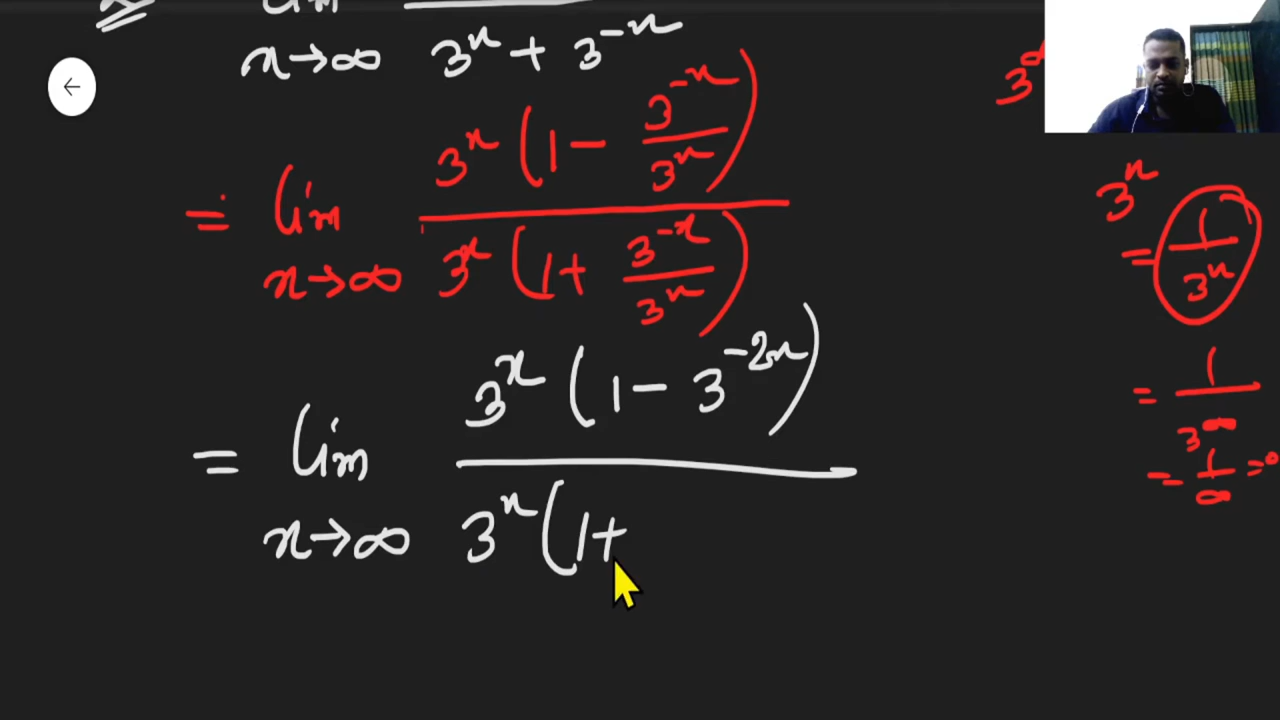 lim
x→∞ 3^x + 3^-x
= lim x→∞ 3^x (1 - 3^-x / 3^x) / 3^x (1 + 3^-x / 3^x)
= lim x→∞ 3^x (1 - 3^-2x) / 3^x (1+
3^∞
3^x
= 1 / 3^x
= 1 / 3^∞
= 1 / ∞ = 0